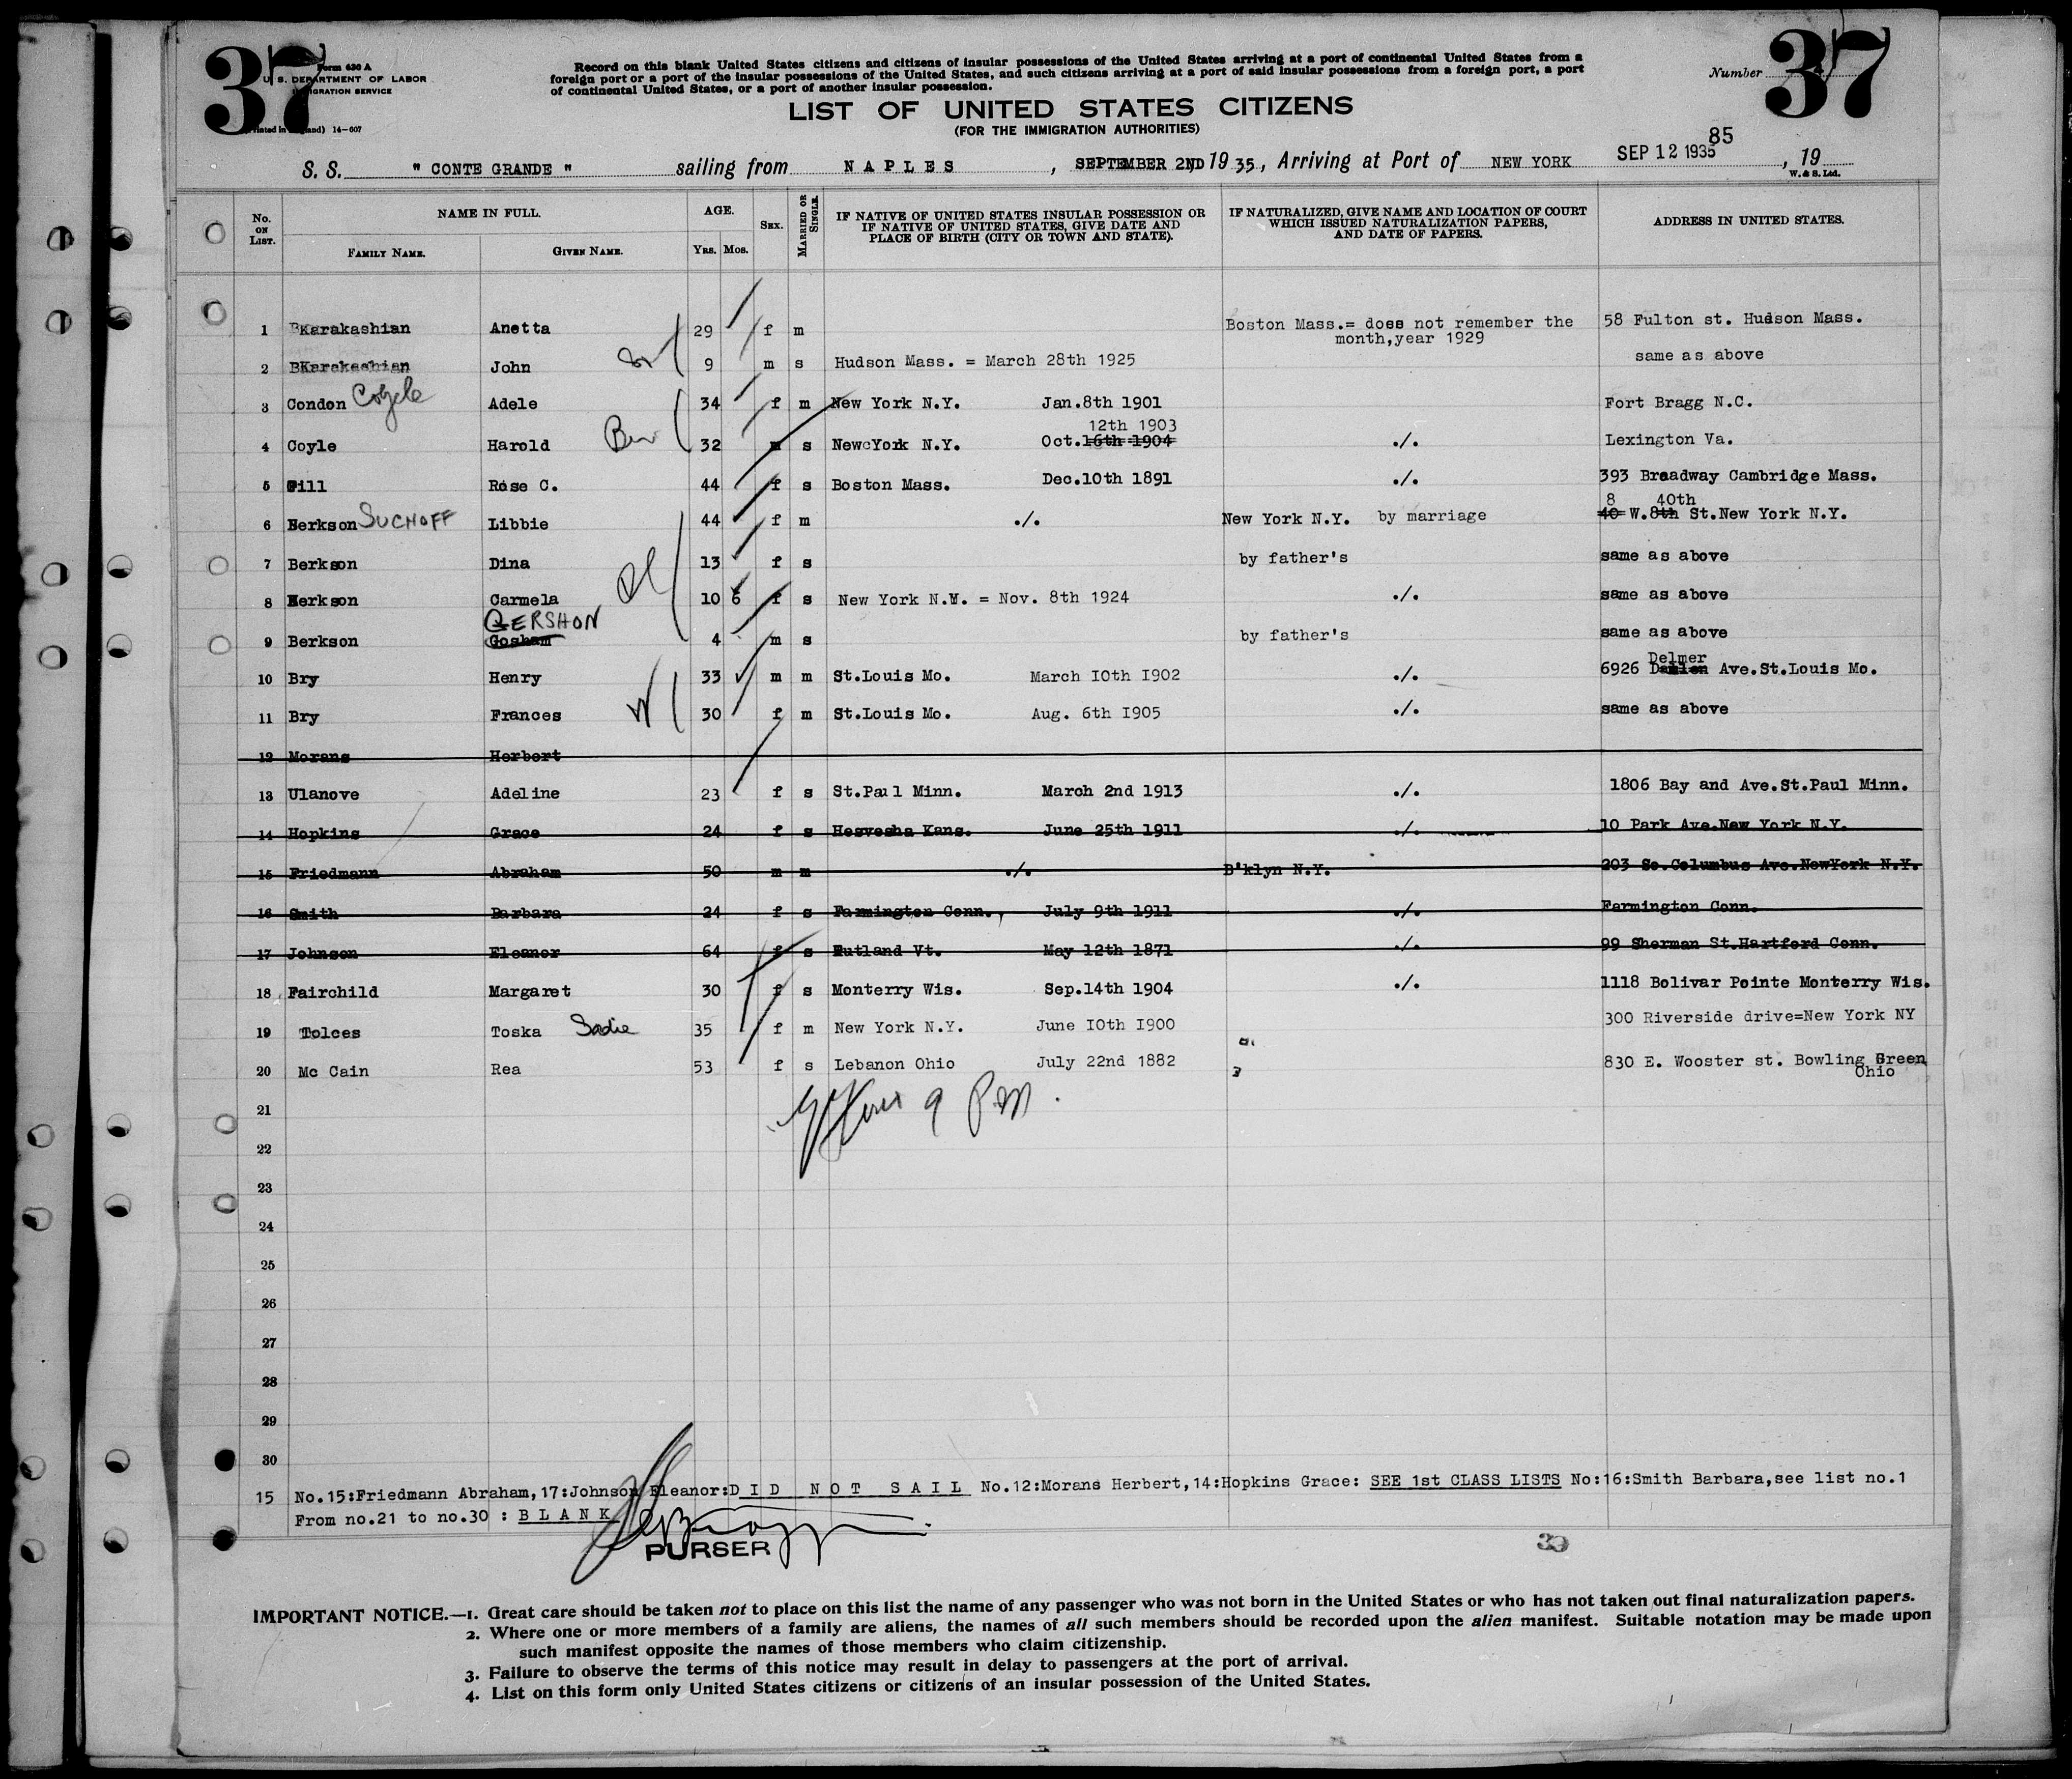 37
Form 630 A
U. S. DEPARTMENT OF LABOR
IMMIGRATION SERVICE
14-607
Record on this blank United States citizens and citizens of insular possessions of the United States arriving at a port of continental United States from a
foreign port or a port of the insular possessions of the United States, and such citizens arriving at a port of said insular possessions from a foreign port, a port
of continental United States, or a port of another insular possession.
Number 37
LIST OF UNITED STATES CITIZENS
(FOR THE IMMIGRATION AUTHORITIES)
85
S. S. " CONTE GRANDE " sailing from NAPLES , SEPTEMBER 2ND 1935, Arriving at Port of NEW YORK SEP 12 1935 , 19
W. & S. Ltd.
No. ON LIST. NAME IN FULL. FAMILY NAME. GIVEN NAME. AGE. YRS. MOS. SEX. MARRIED OR SINGLE. IF NATIVE OF UNITED STATES INSULAR POSSESSION OR IF NATIVE OF UNITED STATES, GIVE DATE AND PLACE OF BIRTH (CITY OR TOWN AND STATE). IF NATURALIZED, GIVE NAME AND LOCATION OF COURT WHICH ISSUED NATURALIZATION PAPERS, AND DATE OF PAPERS. ADDRESS IN UNITED STATES.
1 BKarakashian Anetta 29 f m Boston Mass.= does not remember the month,year 1929 58 Fulton st. Hudson Mass.
2 BKarakashian John 9 m s Hudson Mass. = March 28th 1925 same as above
3 Condon Coyle Adele 34 f m New York N.Y. Jan.8th 1901 Fort Bragg N.C.
12th 1903
4 Coyle Harold 32 m s NewcYork N.Y. Oct.16th 1904 ./. Lexington Va.
5 Gill Rose C. 44 f s Boston Mass. Dec.10th 1891 ./. 393 Broadway Cambridge Mass.
8 40th
6 Berkson SUCHOFF Libbie 44 f m ./. New York N.Y. by marriage 40 W.8th St.New York N.Y.
7 Berkson Dina 13 f s by father's same as above
8 Berkson Carmela 10 6 f s New York N.Y. = Nov. 8th 1924 ./. same as above
GERSHON
9 Berkson Gosham 4 m s by father's same as above
Delmer
10 Bry Henry 33 m m St.Louis Mo. March 10th 1902 ./. 6926 Ave.St.Louis Mo.
11 Bry Frances 30 f m St.Louis Mo. Aug. 6th 1905 ./. same as above
12 Morans Herbert
13 Ulanove Adeline 23 f s St.Paul Minn. March 2nd 1913 ./. 1806 Bay and Ave.St.Paul Minn.
14 Hopkins Grace 24 f s Hesvesha Kans. June 25th 1911 ./. 10 Park Ave.New York N.Y.
15 Friedmann Abraham 50 m m ./. B'klyn N.Y. 203 So.Columbus Ave.NewYork N.Y.
16 Smith Barbara 24 f s Farmington Conn., July 9th 1911 ./. Farmington Conn.
17 Johnson Eleanor 64 f s Rutland Vt. May 12th 1871 ./. 99 Sherman St.Hartford Conn.
18 Fairchild Margaret 30 f s Monterry Wis. Sep.14th 1904 ./. 1118 Bolivar Pointe Monterry Wis.
19 Tolces Toska Sadie 35 f m New York N.Y. June 10th 1900 300 Riverside drive=New York NY
20 Mc Cain Rea 53 f s Lebanon Ohio July 22nd 1882 830 E. Wooster st. Bowling Green Ohio
21
22
23
24
25
26
27
28
29
30
15 No.15:Friedmann Abraham,17:Johnson Eleanor:DID NOT SAIL No.12:Morans Herbert,14:Hopkins Grace: SEE 1st CLASS LISTS No:16:Smith Barbara,see list no.1
From no.21 to no.30 : BLANK
PURSER
IMPORTANT NOTICE.—1. Great care should be taken not to place on this list the name of any passenger who was not born in the United States or who has not taken out final naturalization papers.
2. Where one or more members of a family are aliens, the names of all such members should be recorded upon the alien manifest. Suitable notation may be made upon
such manifest opposite the names of those members who claim citizenship.
3. Failure to observe the terms of this notice may result in delay to passengers at the port of arrival.
4. List on this form only United States citizens or citizens of an insular possession of the United States.